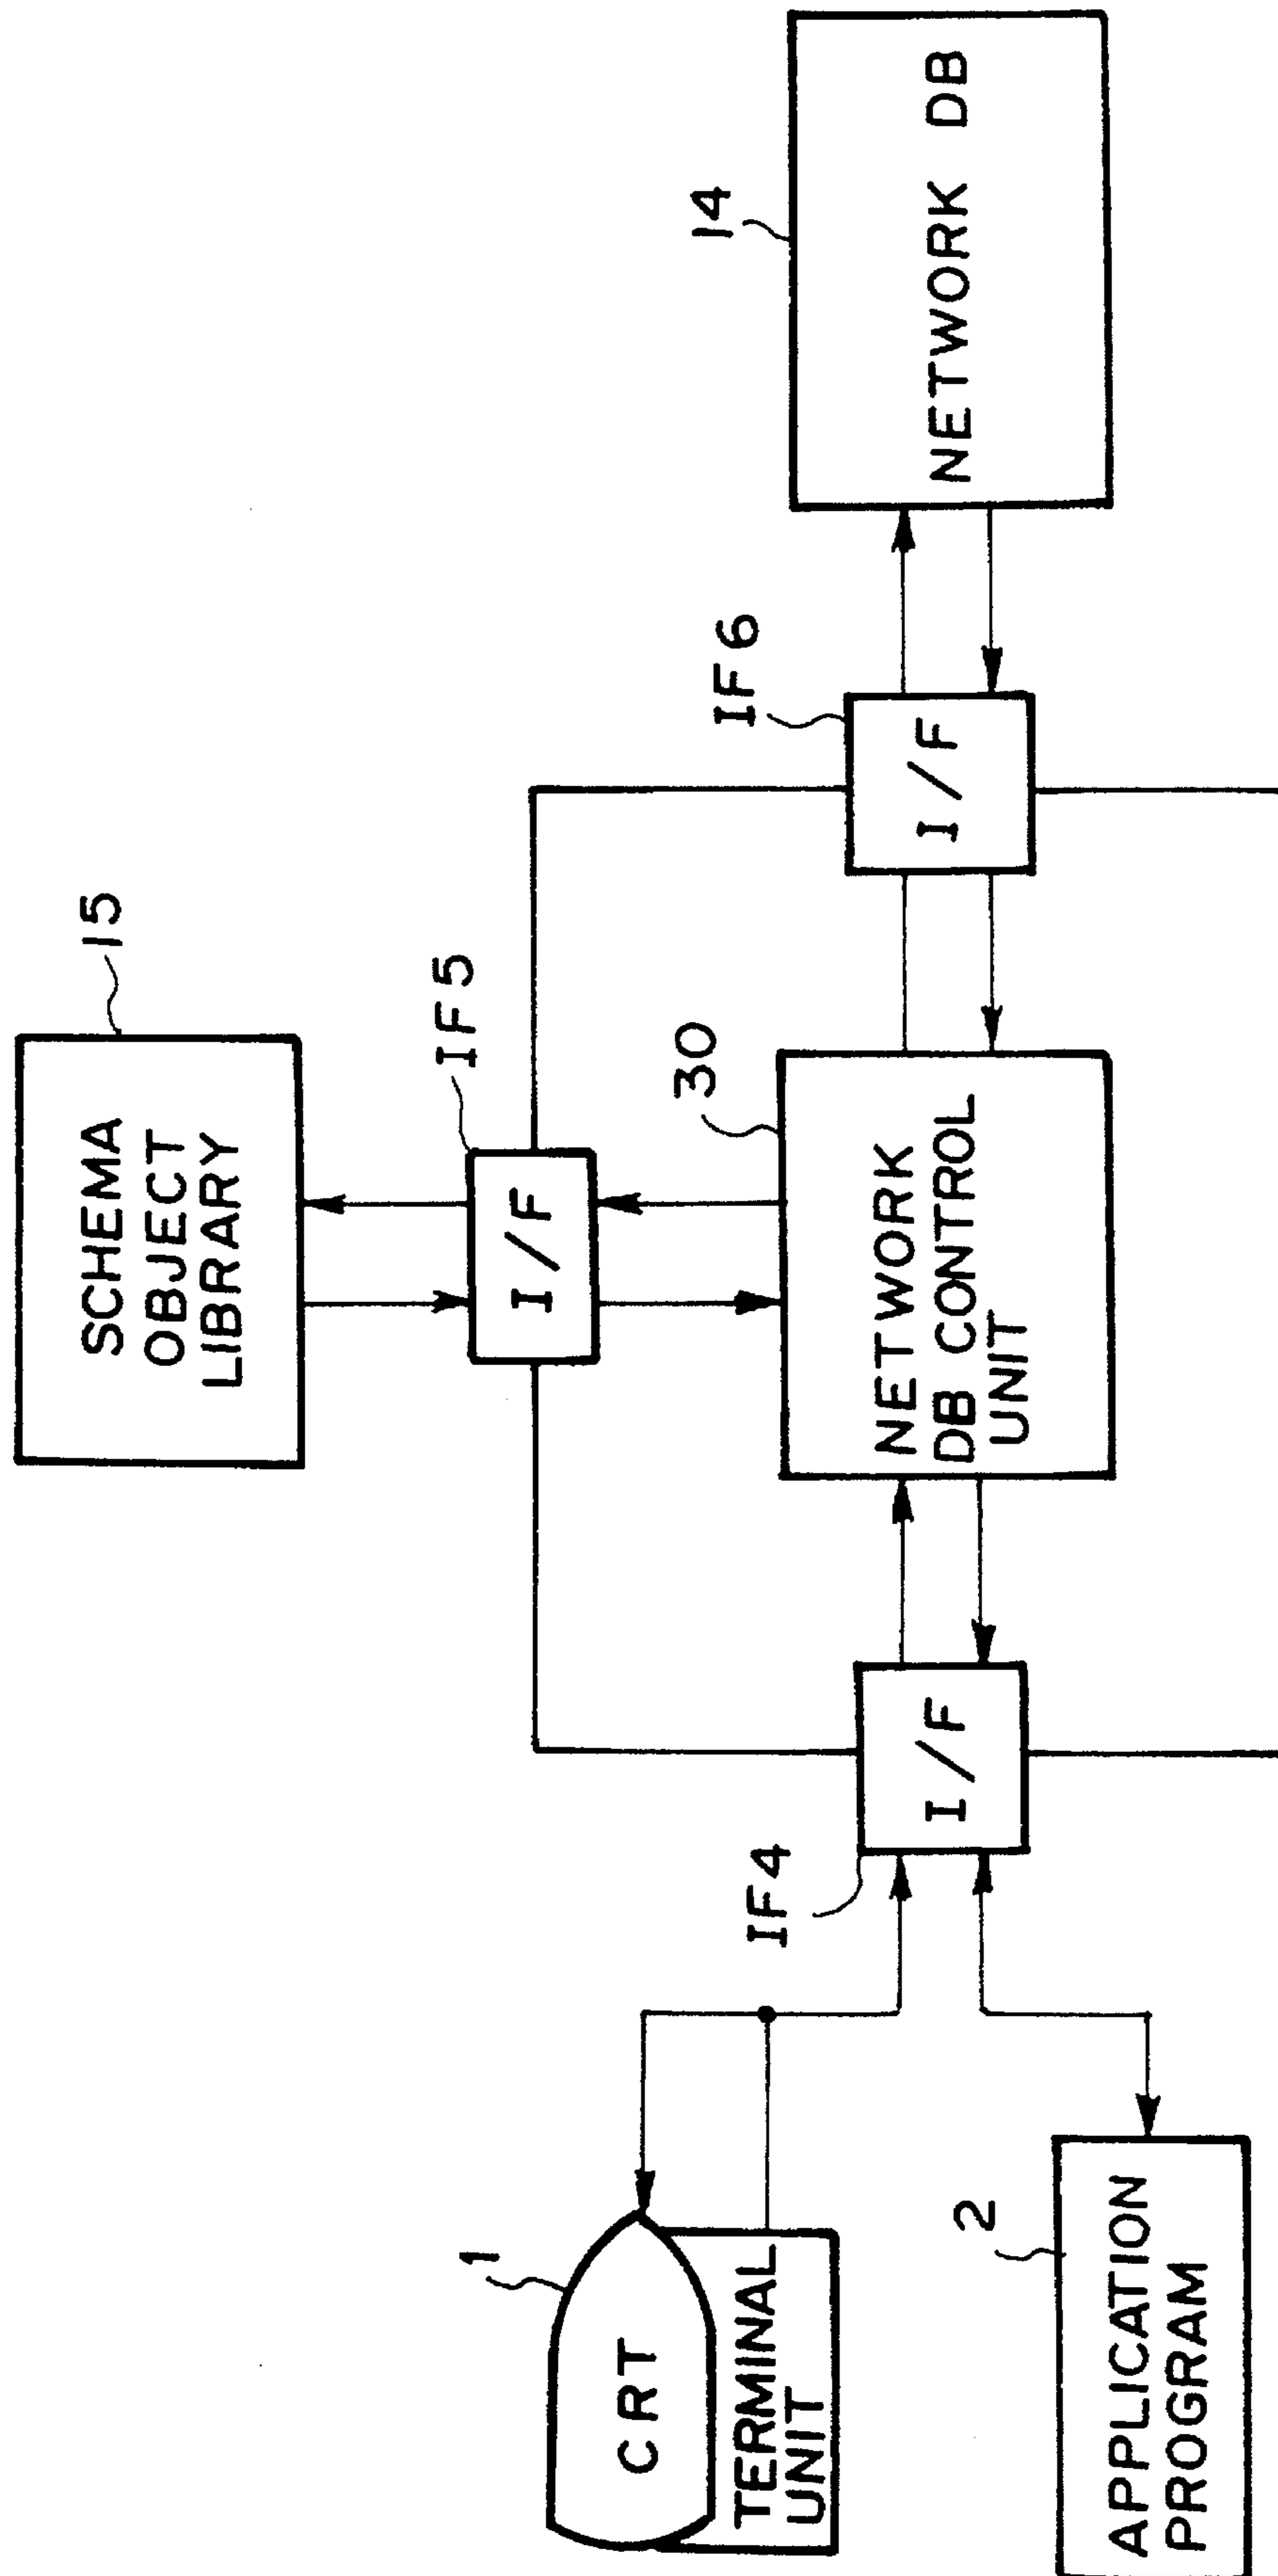 15
SCHEMA
OBJECT
LIBRARY
IF5
I/F
1
CRT
TERMINAL
UNIT
2
APPLICATION
PROGRAM
IF4
I/F
30
NETWORK
DB CONTROL
UNIT
IF6
I/F
14
NETWORK DB